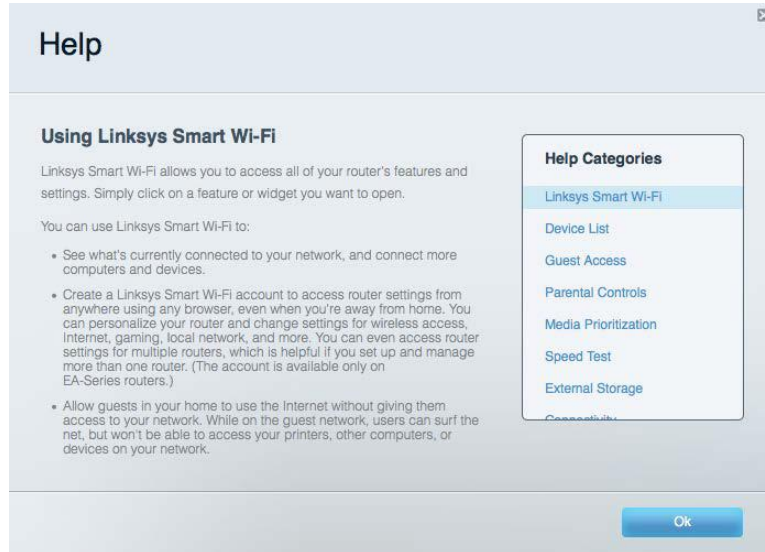 Help
Using Linksys Smart Wi-Fi
Linksys Smart Wi-Fi allows you to access all of your router's features and
settings. Simply click on a feature or widget you want to open.
You can use Linksys Smart Wi-Fi to:
• See what's currently connected to your network, and connect more
computers and devices.
• Create a Linksys Smart Wi-Fi account to access router settings from
anywhere using any browser, even when you're away from home. You
can personalize your router and change settings for wireless access,
Internet, gaming, local network, and more. You can even access router
settings for multiple routers, which is helpful if you set up and manage
more than one router. (The account is available only on
EA-Series routers.)
• Allow guests in your home to use the Internet without giving them
access to your network. While on the guest network, users can surf the
net, but won't be able to access your printers, other computers, or
devices on your network.
Help Categories
Linksys Smart Wi-Fi
Device List
Guest Access
Parental Controls
Media Prioritization
Speed Test
External Storage
Connectivity
Ok